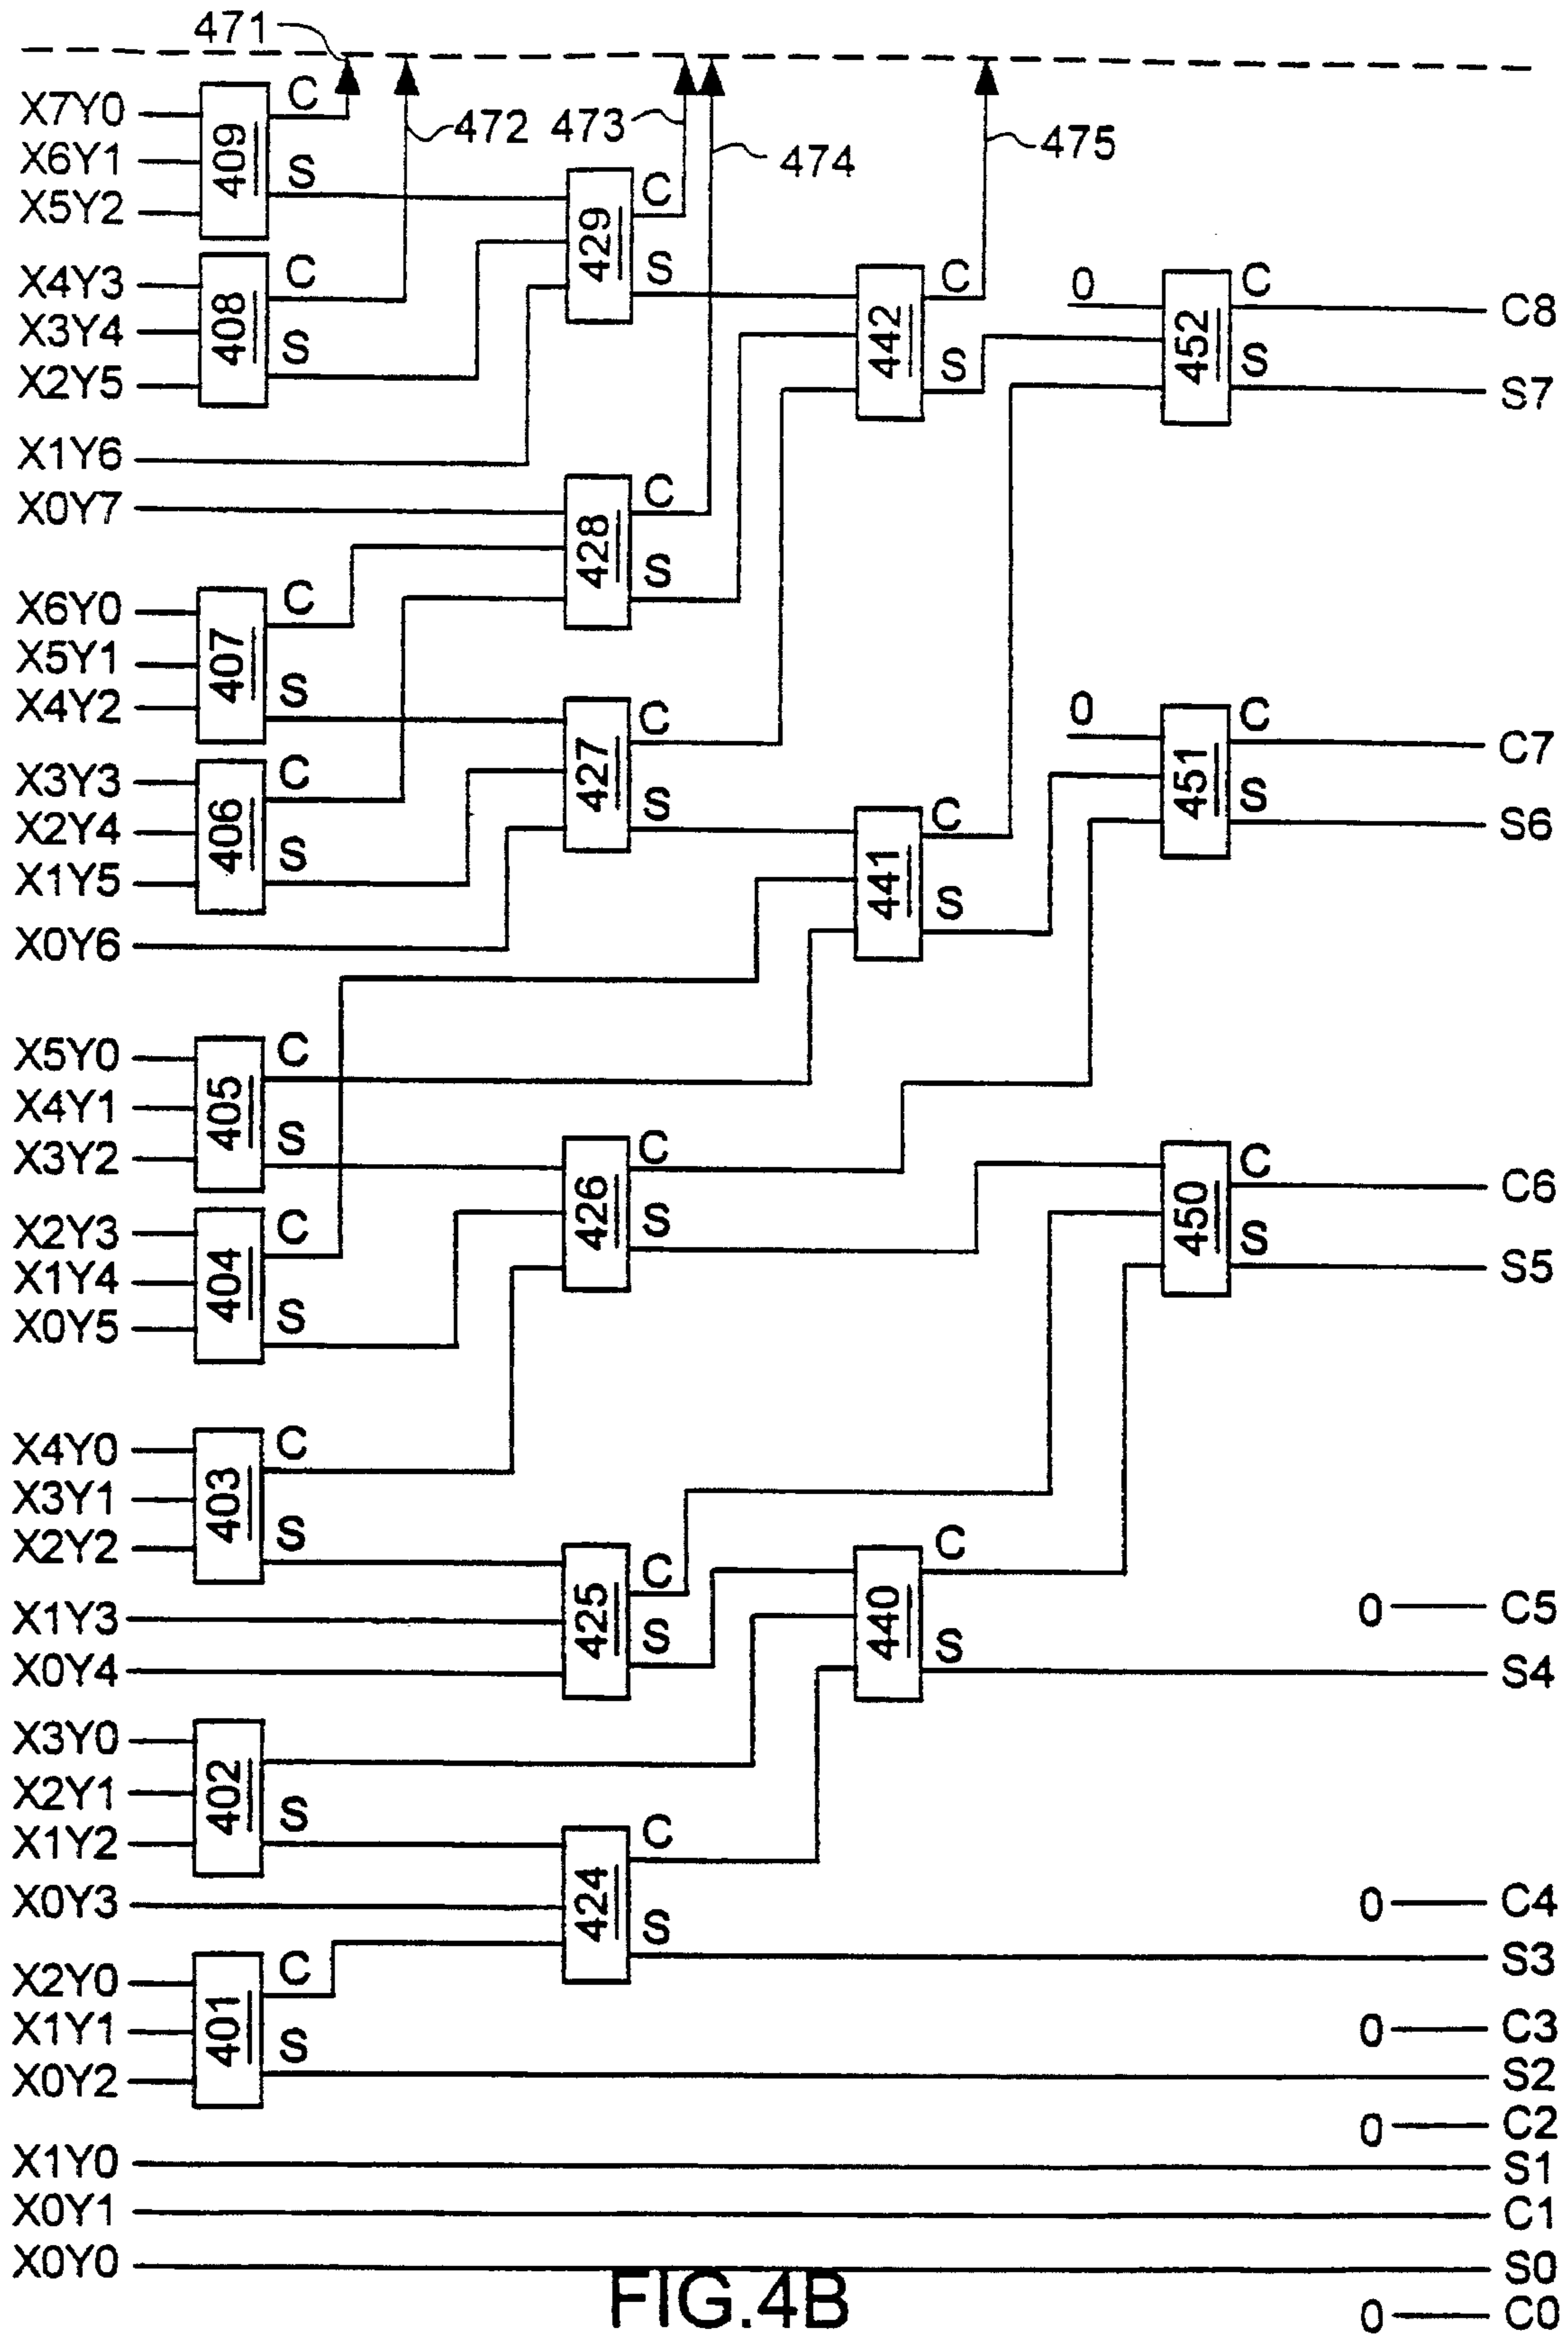 471
X7Y0
X6Y1
X5Y2
409
C
S
472
473
474
475
X4Y3
X3Y4
X2Y5
408
C
S
429
C
S
442
C
S
0
452
C
S
C8
S7
X1Y6
X0Y7
428
C
S
X6Y0
X5Y1
X4Y2
407
C
S
427
C
S
X3Y3
X2Y4
X1Y5
406
C
S
X0Y6
441
C
S
0
451
C
S
C7
S6
X5Y0
X4Y1
X3Y2
405
C
S
X2Y3
X1Y4
X0Y5
404
C
S
426
C
S
450
C
S
C6
S5
X4Y0
X3Y1
X2Y2
403
C
S
X1Y3
X0Y4
425
C
S
440
C
S
0
C5
S4
X3Y0
X2Y1
X1Y2
402
S
X0Y3
424
C
S
0
C4
S3
X2Y0
X1Y1
X0Y2
401
C
S
0
C3
S2
0
C2
X1Y0
S1
X0Y1
C1
X0Y0
S0
FIG.4B
0
C0